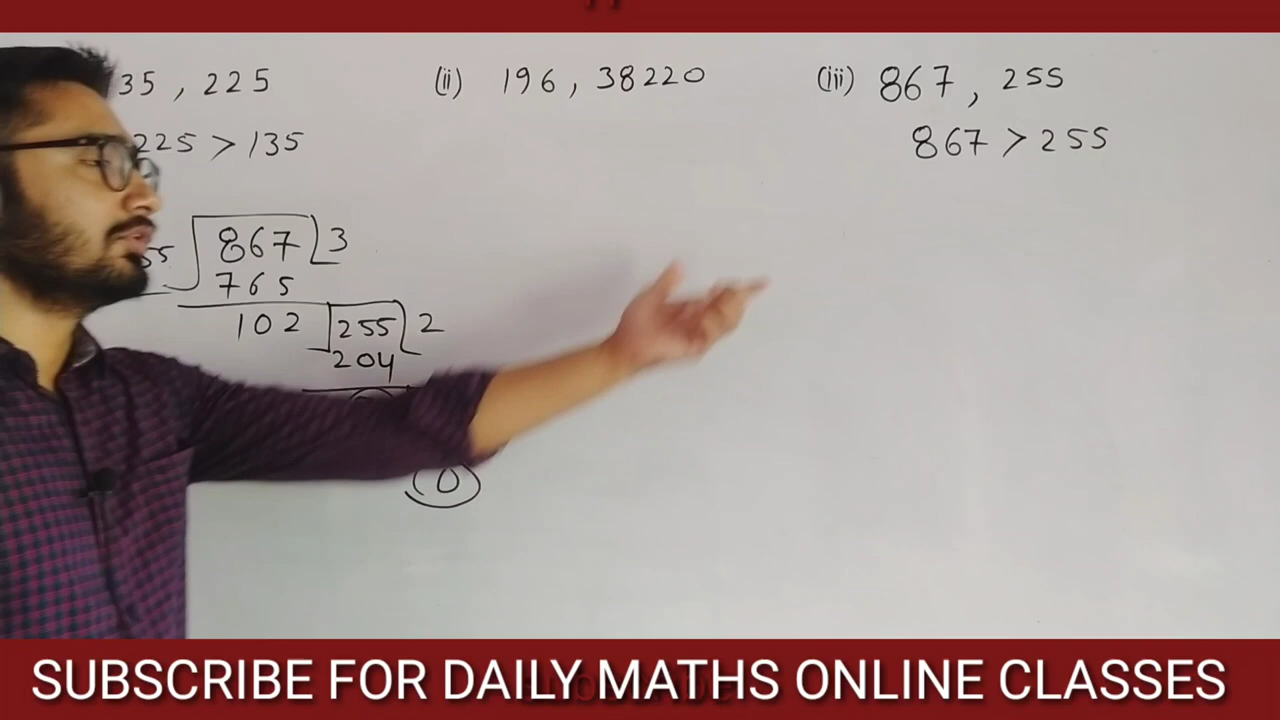 35 , 225 (ii) 196 , 38220 (iii) 867 , 255
225 > 135 867 > 255
867 3
765
102 255 2
204
0
SUBSCRIBE FOR DAILY MATHS ONLINE CLASSES